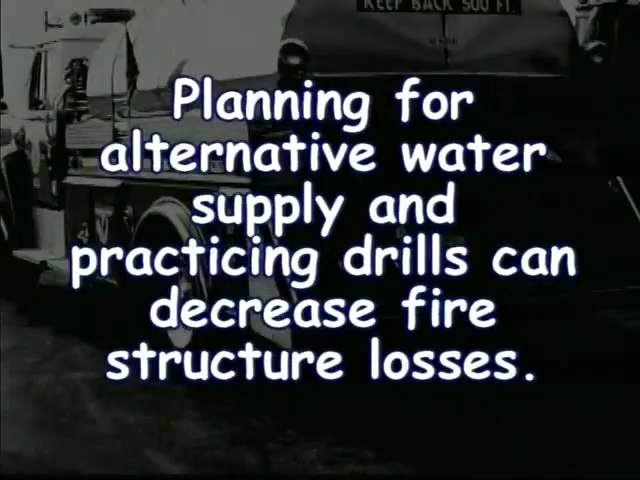 KEEP BACK 500 FT.
Planning for
alternative water
supply and
practicing drills can
decrease fire
structure losses.